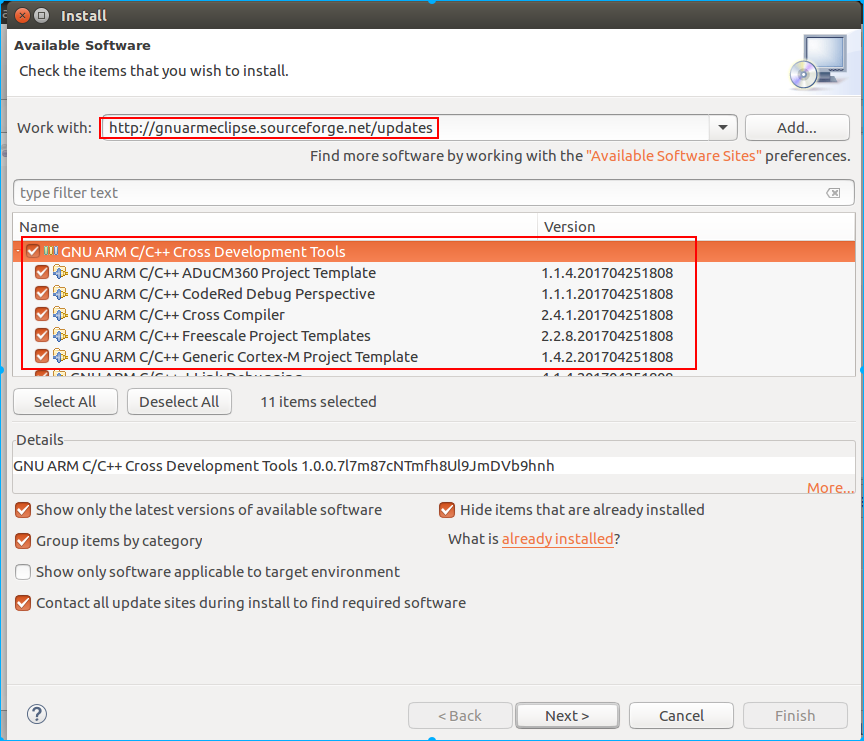 Install
Available Software
Check the items that you wish to install.
Work with: http://gnuarmeclipse.sourceforge.net/updates Add...
Find more software by working with the "Available Software Sites" preferences.
type filter text
Name Version
GNU ARM C/C++ Cross Development Tools
GNU ARM C/C++ ADuCM360 Project Template 1.1.4.201704251808
GNU ARM C/C++ CodeRed Debug Perspective 1.1.1.201704251808
GNU ARM C/C++ Cross Compiler 2.4.1.201704251808
GNU ARM C/C++ Freescale Project Templates 2.2.8.201704251808
GNU ARM C/C++ Generic Cortex-M Project Template 1.4.2.201704251808
GNU ARM C/C++ J-Link Debugging
Select All Deselect All 11 items selected
Details
GNU ARM C/C++ Cross Development Tools 1.0.0.7l7m87cNTmfh8Ul9JmDVb9hnh
More...
Show only the latest versions of available software Hide items that are already installed
Group items by category What is already installed?
Show only software applicable to target environment
Contact all update sites during install to find required software
? < Back Next > Cancel Finish